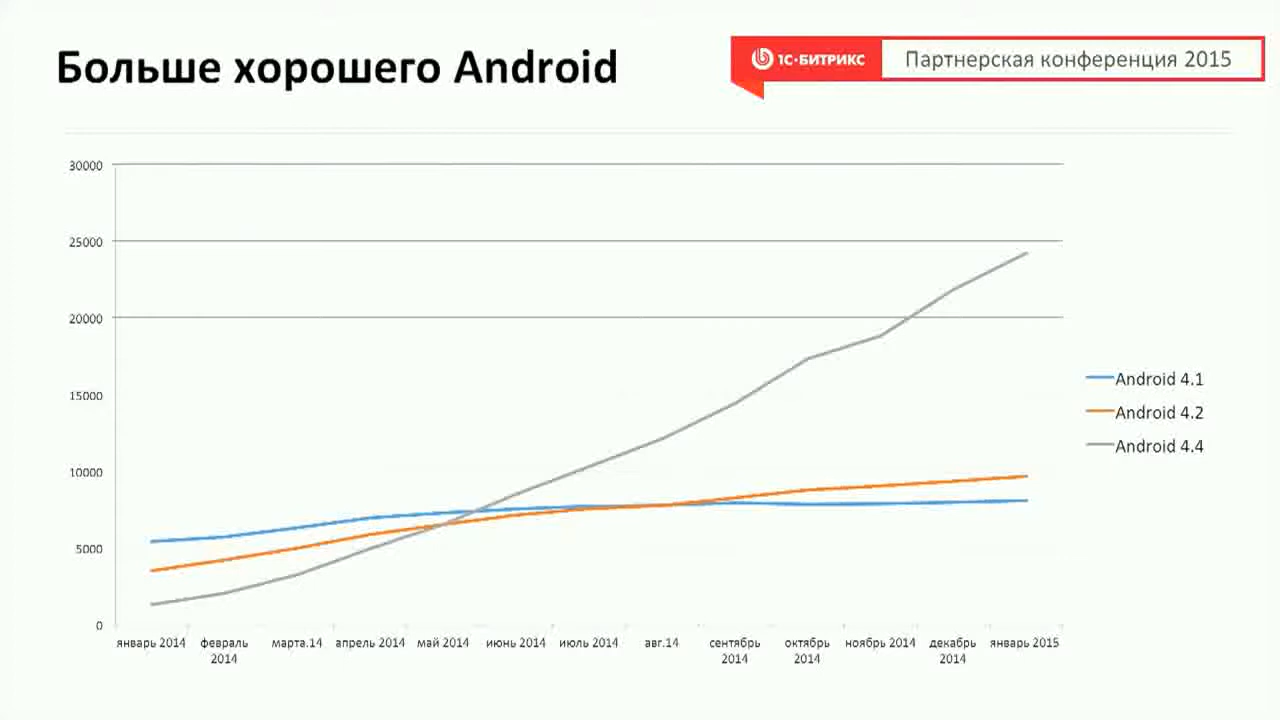 Больше хорошего Android
1С·БИТРИКС
Партнерская конференция 2015
30000
25000
20000
15000
10000
5000
0
январь 2014
февраль
2014
марта.14
апрель 2014
май 2014
июнь 2014
июль 2014
авг.14
сентябрь
2014
октябрь
2014
ноябрь 2014
декабрь
2014
январь 2015
Android 4.1
Android 4.2
Android 4.4